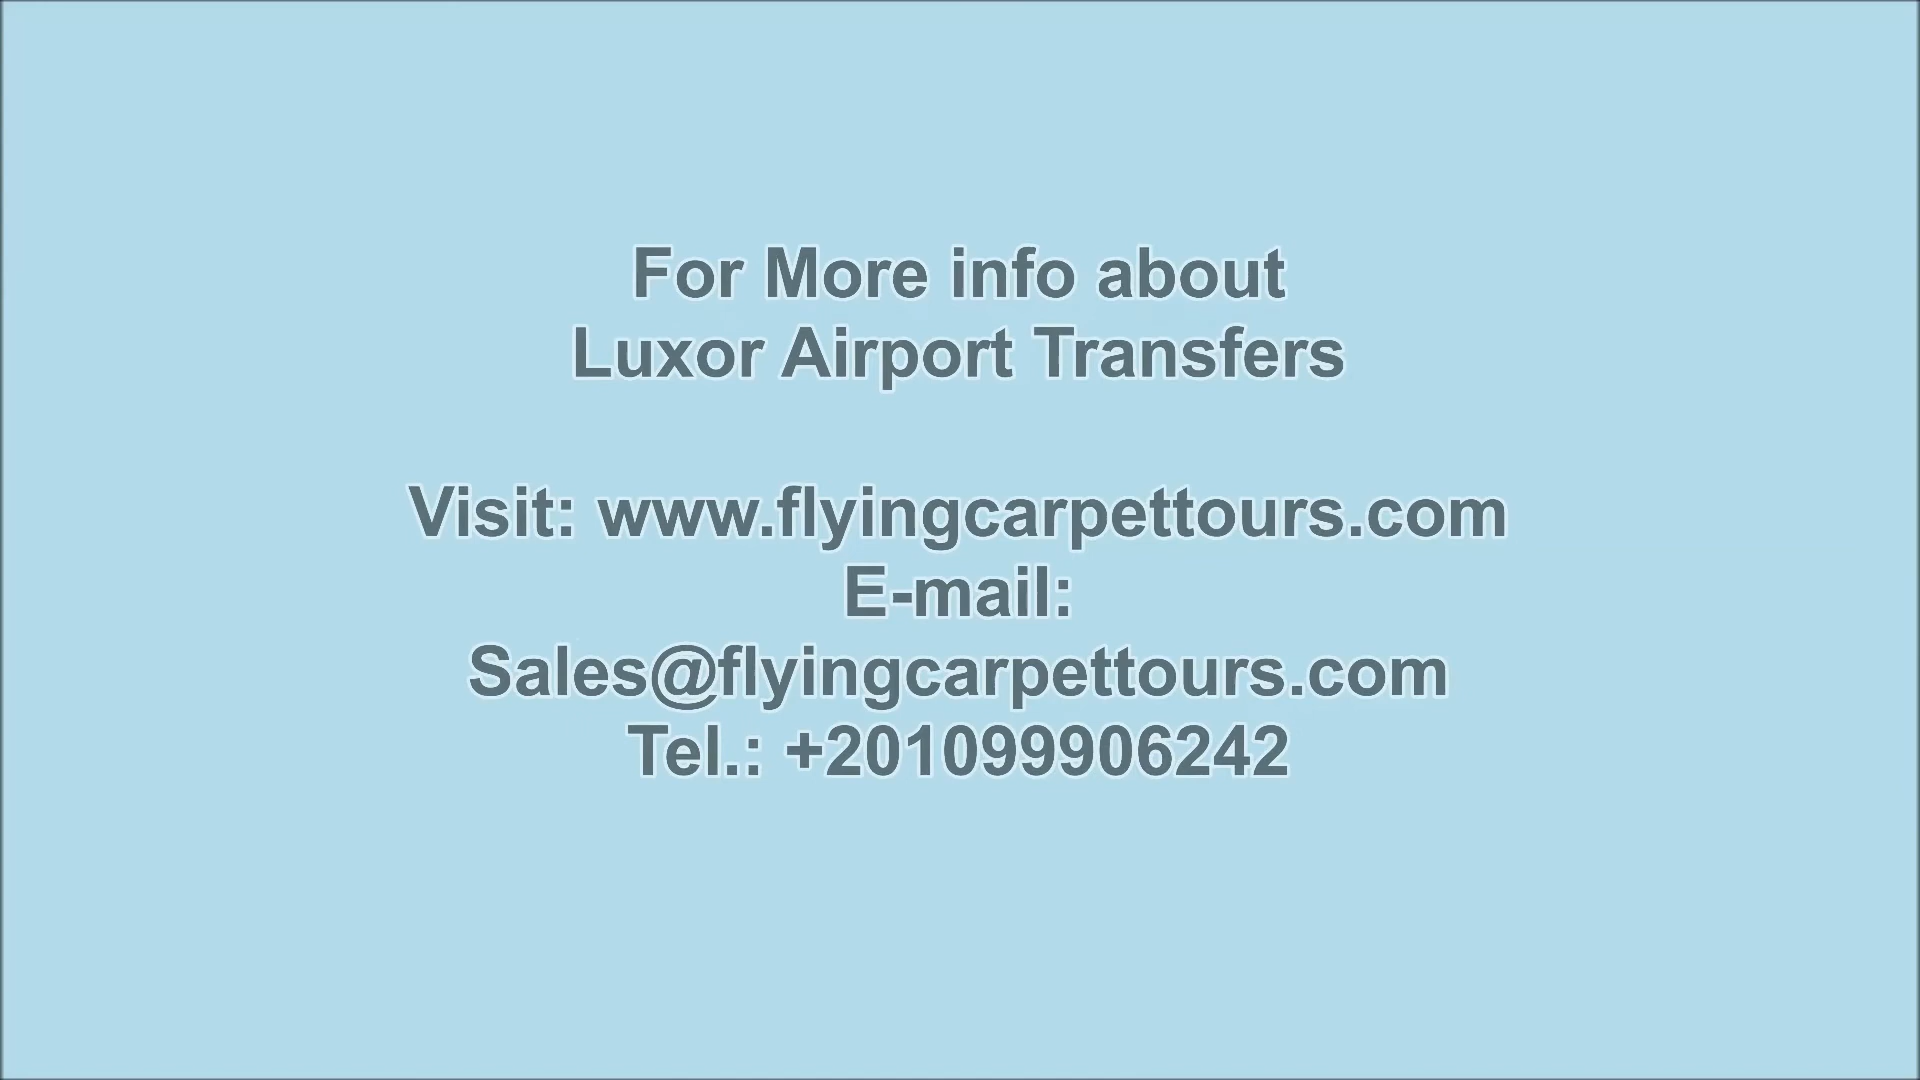 For More info about
Luxor Airport Transfers
Visit: www.flyingcarpettours.com
E-mail:
Sales@flyingcarpettours.com
Tel.: +201099906242